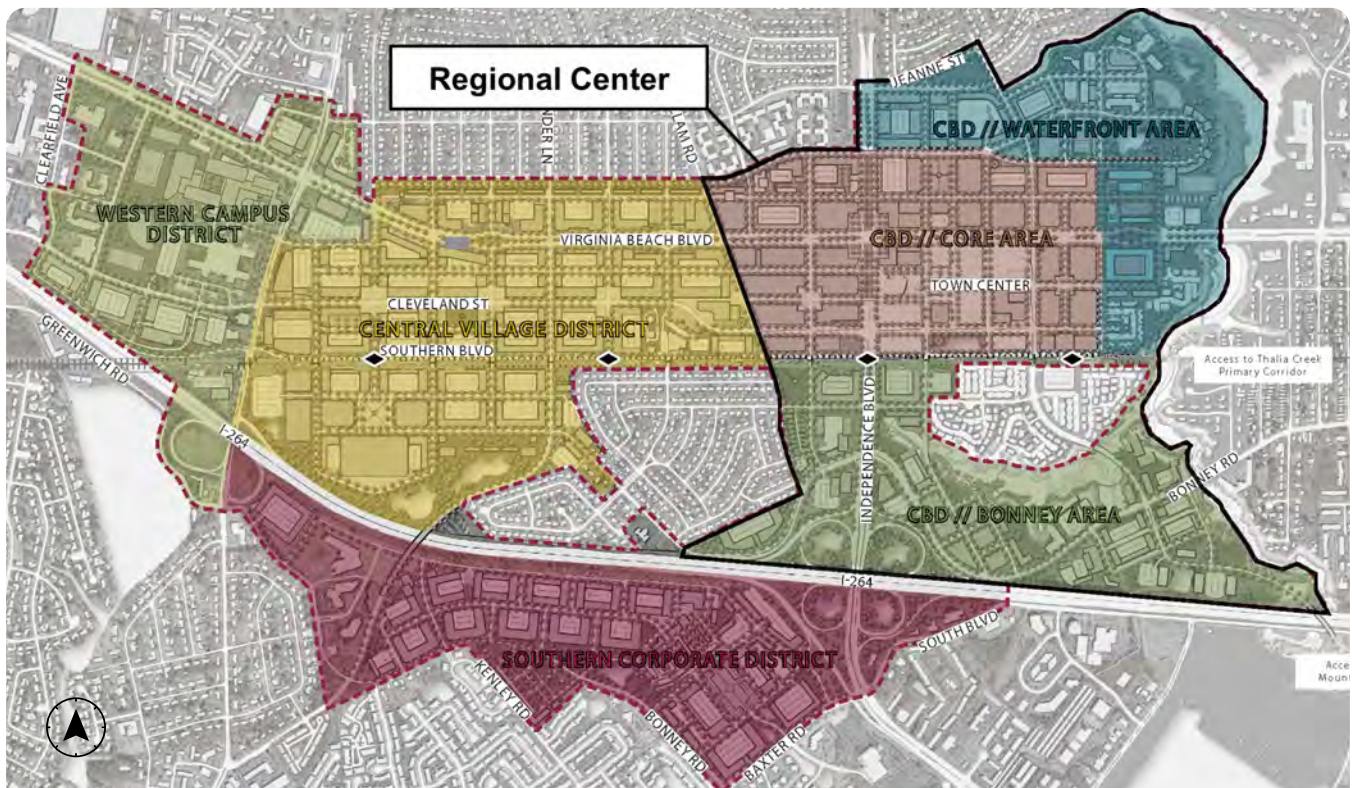 JEANNE ST
Regional Center
CLEARFIELD AVE
CBD // WATERFRONT AREA
WESTERN CAMPUS
DISTRICT
VIRGINIA BEACH BLVD
CBD // CORE AREA
TOWN CENTER
CLEVELAND ST
CENTRAL VILLAGE DISTRICT
SOUTHERN BLVD
GREENWICH RD
Access to Thalia Creek
Primary Corridor
I-264
INDEPENDENCE BLVD
BONNEY RD
CBD // BONNEY AREA
I-264
SOUTH BLVD
SOUTHERN CORPORATE DISTRICT
KENLEY RD
BONNEY RD
BAXTER RD